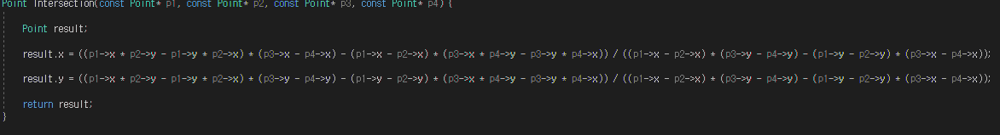 Point Intersection(const Point* p1, const Point* p2, const Point* p3, const Point* p4) {
Point result;
result.x = ((p1->x * p2->y - p1->y * p2->x) * (p3->x - p4->x) - (p1->x - p2->x) * (p3->x * p4->y - p3->y * p4->x)) / ((p1->x - p2->x) * (p3->y - p4->y) - (p1->y - p2->y) * (p3->x - p4->x));
result.y = ((p1->x * p2->y - p1->y * p2->x) * (p3->y - p4->y) - (p1->y - p2->y) * (p3->x * p4->y - p3->y * p4->x)) / ((p1->x - p2->x) * (p3->y - p4->y) - (p1->y - p2->y) * (p3->x - p4->x));
return result;
}